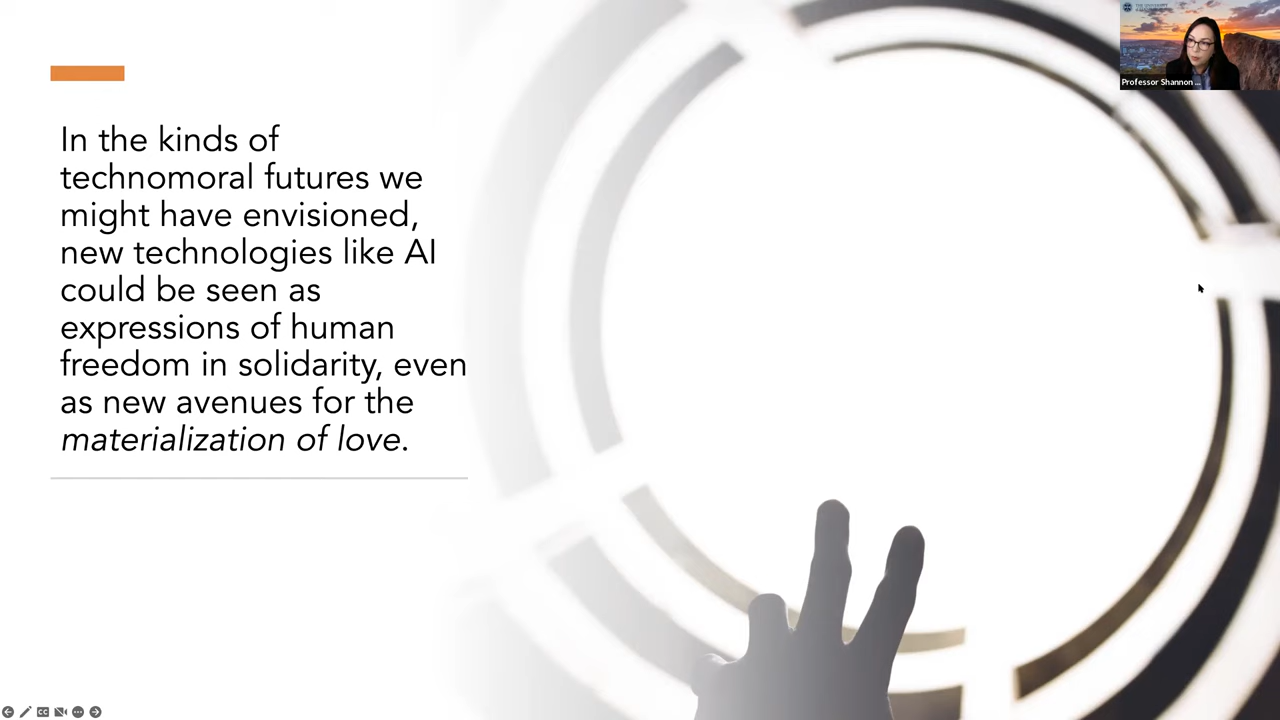 In the kinds of
technomoral futures we
might have envisioned,
new technologies like AI
could be seen as
expressions of human
freedom in solidarity, even
as new avenues for the
materialization of love.
Professor Shannon ...